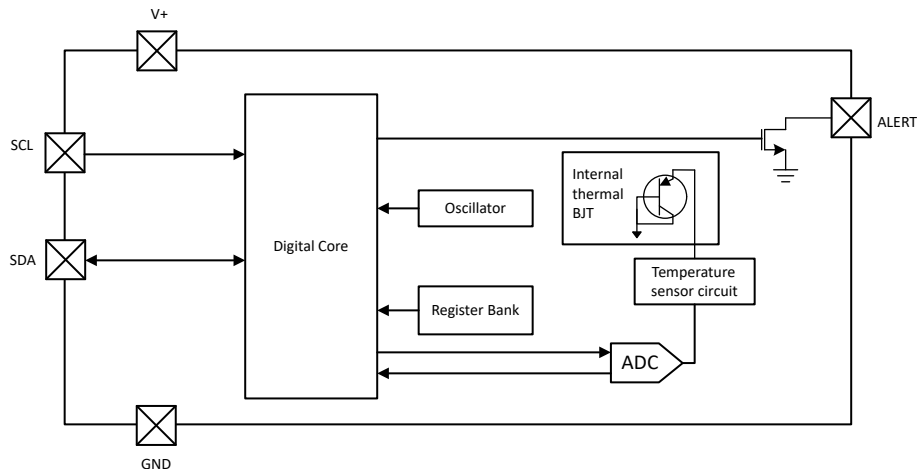 V+
SCL
ALERT
Internal
thermal
BJT
Oscillator
Digital Core
SDA
Temperature
sensor circuit
Register Bank
ADC
GND